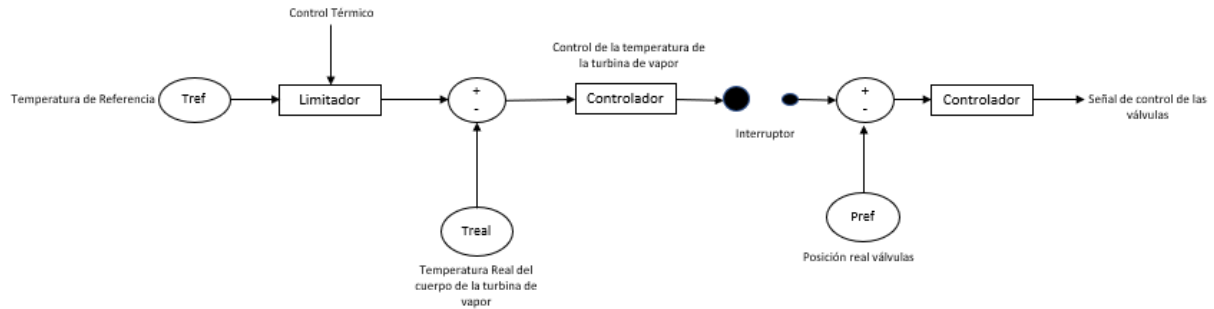 Control Térmico
Control de la temperatura de
la turbina de vapor
Temperatura de Referencia
Tref
Limitador
+
-
Controlador
Interruptor
+
-
Controlador
Señal de control de las
válvulas
Treal
Temperatura Real del
cuerpo de la turbina de
vapor
Pref
Posición real válvulas